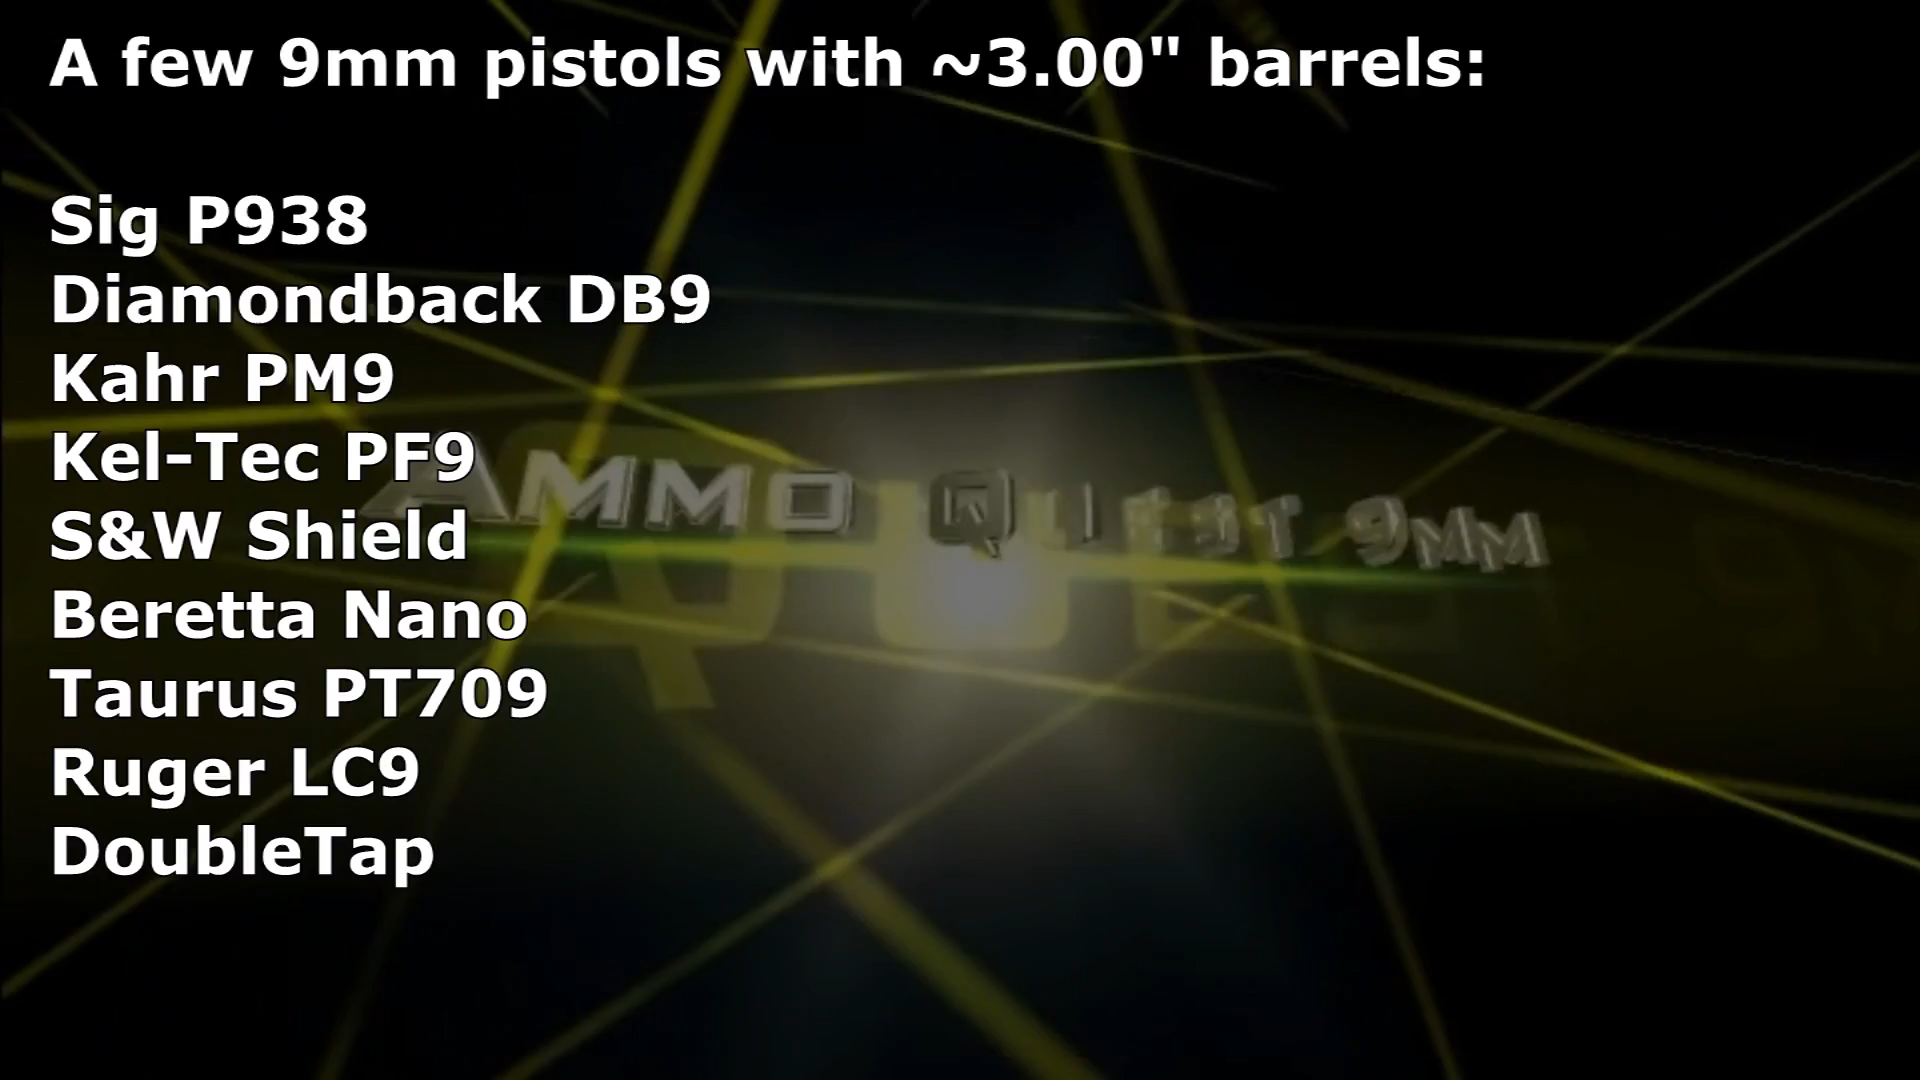 A few 9mm pistols with ~3.00" barrels:
Sig P938
Diamondback DB9
Kahr PM9
Kel-Tec PF9
S&W Shield
Beretta Nano
Taurus PT709
Ruger LC9
DoubleTap
AMMO QUEST 9MM